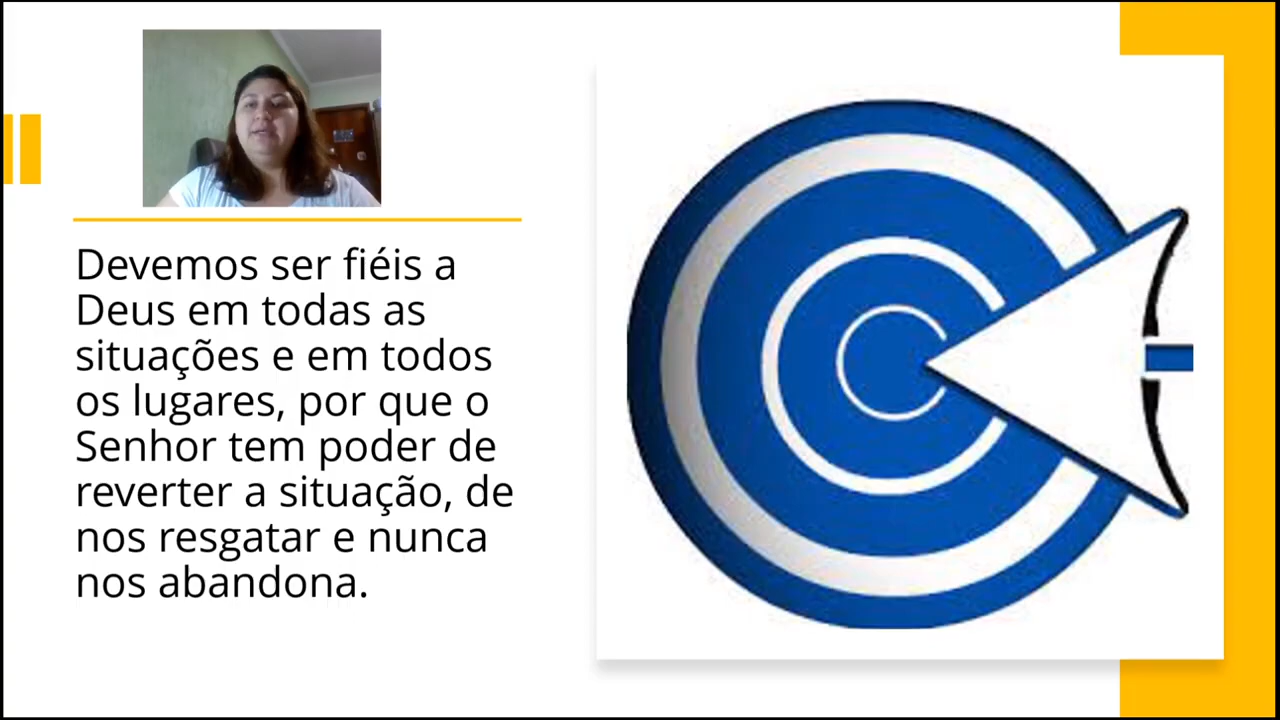 Devemos ser fiéis a
Deus em todas as
situações e em todos
os lugares, por que o
Senhor tem poder de
reverter a situação, de
nos resgatar e nunca
nos abandona.